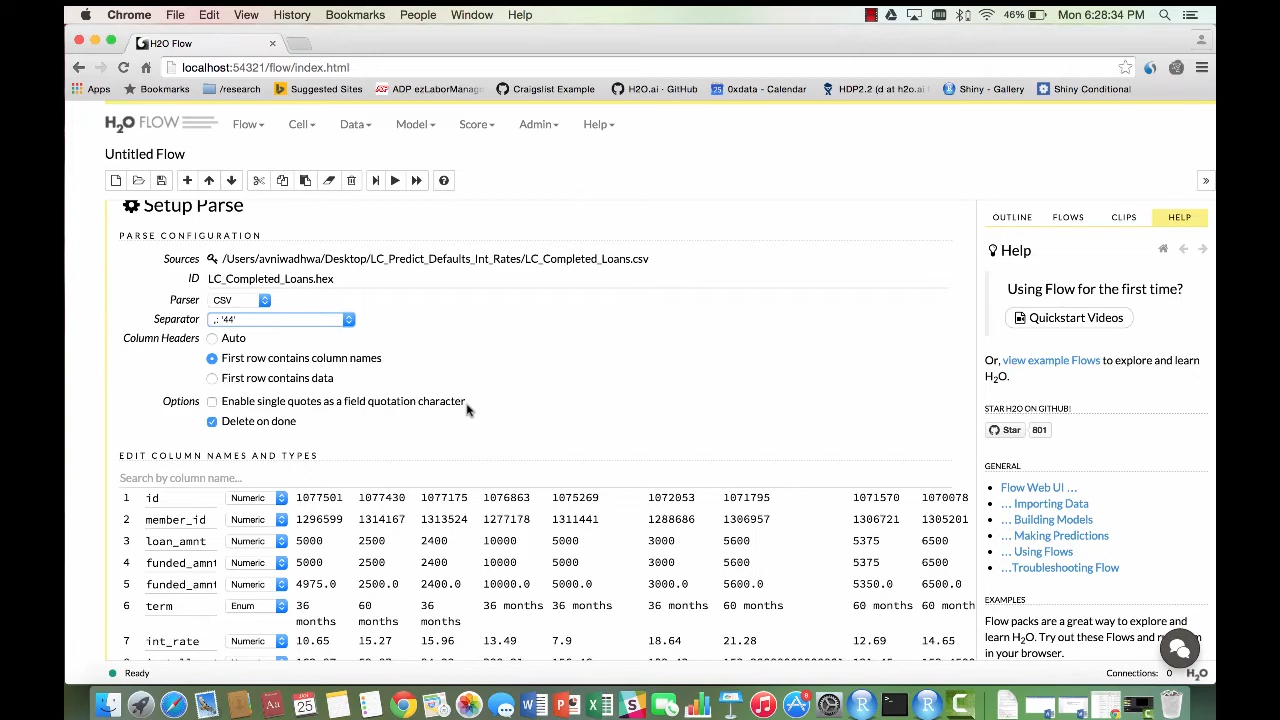 Chrome File Edit View History Bookmarks People Window Help 46% Mon 6:28:34 PM
H2O Flow
localhost:54321/flow/index.html
Apps Bookmarks /research Suggested Sites ADP ezLaborManag Craigslist Example H2O.ai · GitHub 0xdata - Calendar HDP2.2 (d at h2o.ai Shiny - Gallery Shiny Conditional
H2O FLOW Flow Cell Data Model Score Admin Help
Untitled Flow
OUTLINE FLOWS CLIPS HELP
Setup Parse
PARSE CONFIGURATION
Sources /Users/avniwadhwa/Desktop/LC_Predict_Defaults_Int_Rates/LC_Completed_Loans.csv
ID LC_Completed_Loans.hex
Parser CSV
Separator ,: '44'
Column Headers Auto
First row contains column names
First row contains data
Options Enable single quotes as a field quotation character
Delete on done
EDIT COLUMN NAMES AND TYPES
Search by column name...
1 id Numeric 1077501 1077430 1077175 1076863 1075269 1072053 1071795 1071570 1070078
2 member_id Numeric 1296599 1314167 1313524 1277178 1311441 1288686 1306957 1306721 1305201
3 loan_amnt Numeric 5000 2500 2400 10000 5000 3000 5600 5375 6500
4 funded_amnt Numeric 5000 2500 2400 10000 5000 3000 5600 5375 6500
5 funded_amnt Numeric 4975.0 2500.0 2400.0 10000.0 5000.0 3000.0 5600.0 5350.0 6500.0
6 term Enum 36 months 60 months 36 months 36 months 36 months 36 months 60 months 60 months 60 month
7 int_rate Numeric 10.65 15.27 15.96 13.49 7.9 18.64 21.28 12.69 14.65
Help
Using Flow for the first time?
Quickstart Videos
Or, view example Flows to explore and learn
H2O.
STAR H2O ON GITHUB!
Star 801
GENERAL
Flow Web UI ...
... Importing Data
... Building Models
... Making Predictions
... Using Flows
...Troubleshooting Flow
EXAMPLES
Flow packs are a great way to explore and
learn H2O. Try out these Flows and
in your browser.
Ready Connections: 0 H2O